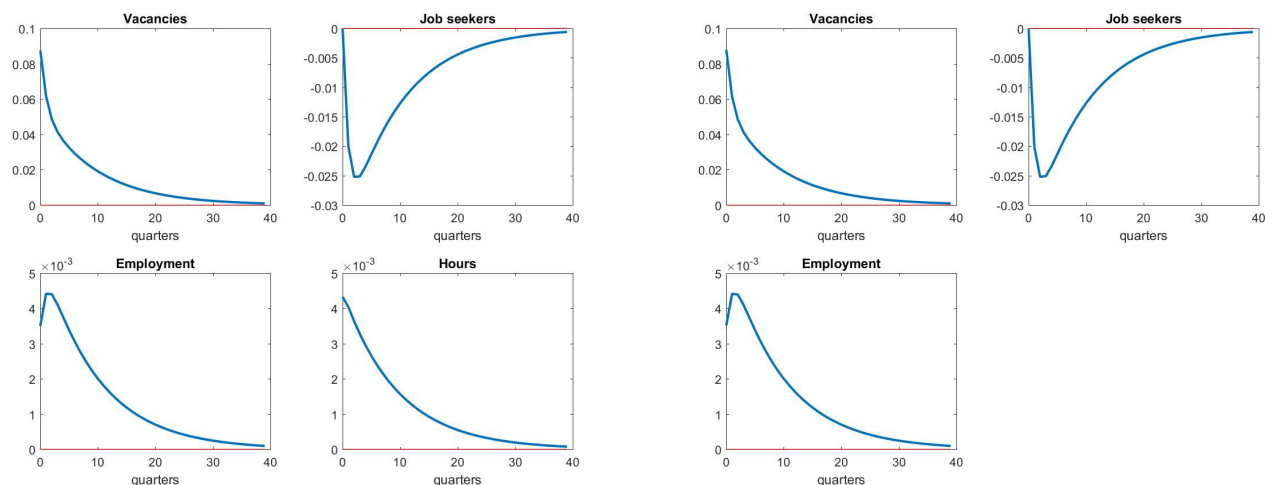 Vacancies
0.1
0.08
0.06
0.04
0.02
0
0 10 20 30 40
quarters
Job seekers
0
-0.005
-0.01
-0.015
-0.02
-0.025
-0.03
0 10 20 30 40
quarters
Vacancies
0.1
0.08
0.06
0.04
0.02
0
0 10 20 30 40
quarters
Job seekers
0
-0.005
-0.01
-0.015
-0.02
-0.025
-0.03
0 10 20 30 40
quarters
Employment
×10⁻³
5
4
3
2
1
0
0 10 20 30 40
quarters
Hours
×10⁻³
5
4
3
2
1
0
0 10 20 30 40
quarters
Employment
×10⁻³
5
4
3
2
1
0
0 10 20 30 40
quarters